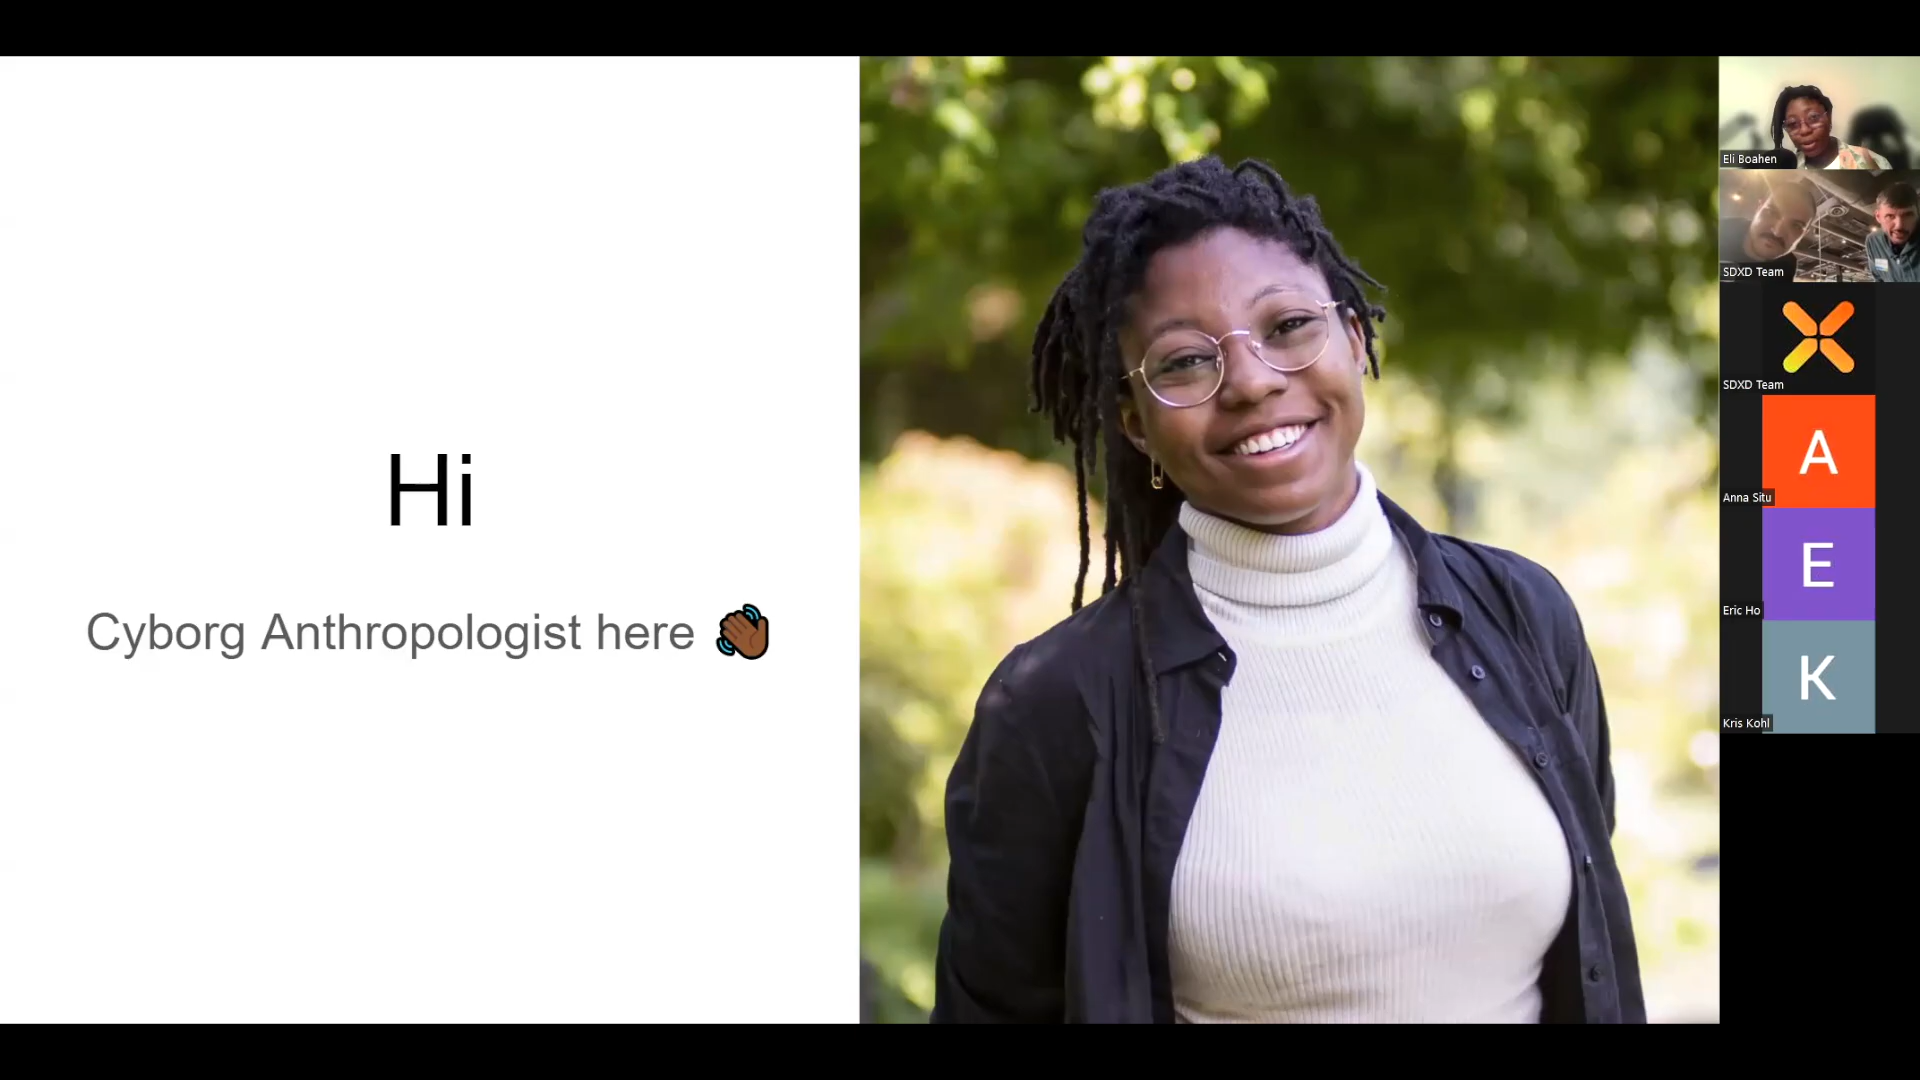 Hi
Cyborg Anthropologist here 👋🏾
Eli Boahen
SDXD Team
SDXD Team
A
Anna Situ
E
Eric Ho
K
Kris Kohl